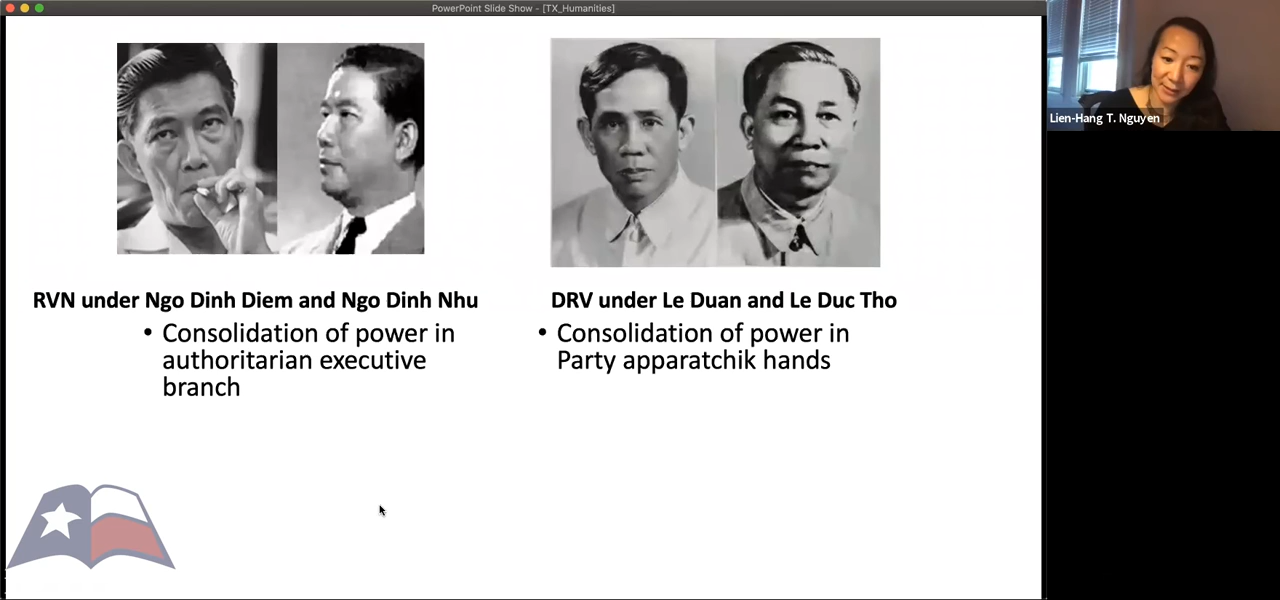 PowerPoint Slide Show - [TX_Humanities]
Lien-Hang T. Nguyen
RVN under Ngo Dinh Diem and Ngo Dinh Nhu
• Consolidation of power in
authoritarian executive
branch
DRV under Le Duan and Le Duc Tho
• Consolidation of power in
Party apparatchik hands